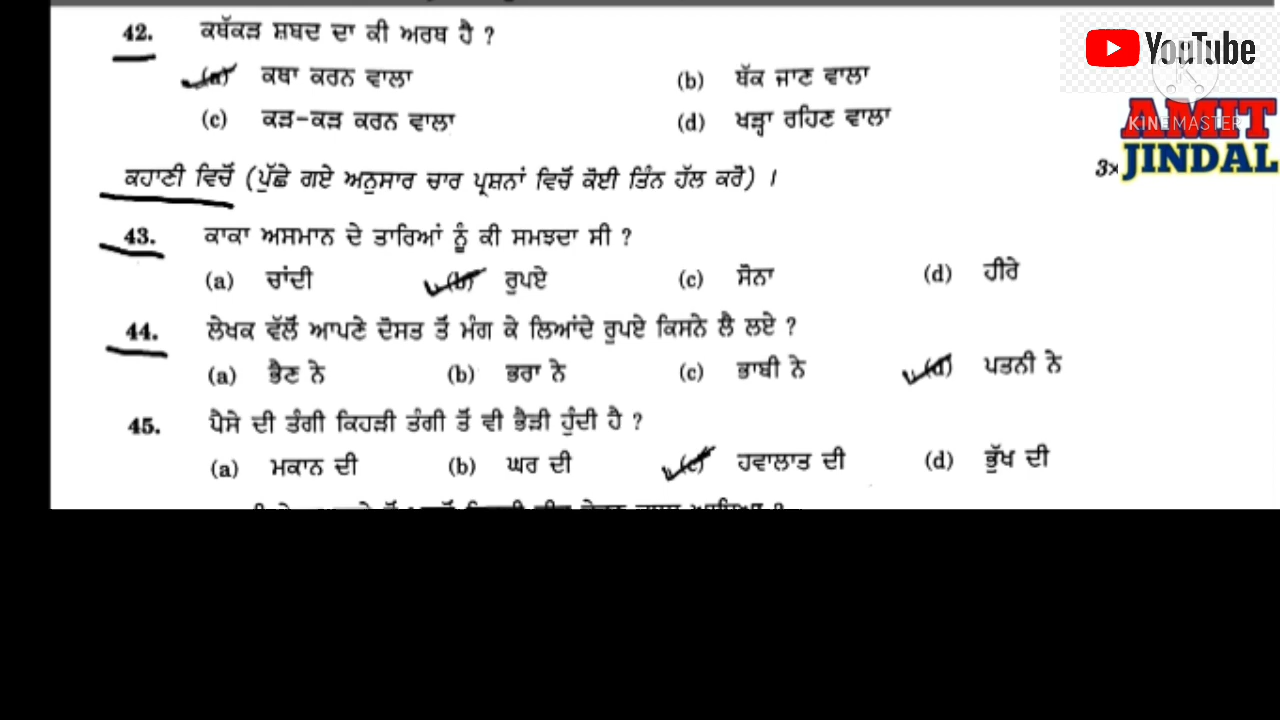 YouTube
AMIT
KINEMASTER
JINDAL
42. ਕਥੱਕੜ ਸ਼ਬਦ ਦਾ ਕੀ ਅਰਥ ਹੈ ?
(a) ਕਥਾ ਕਰਨ ਵਾਲਾ (b) ਥੱਕ ਜਾਣ ਵਾਲਾ
(c) ਕੜ-ਕੜ ਕਰਨ ਵਾਲਾ (d) ਖੜ੍ਹਾ ਰਹਿਣ ਵਾਲਾ
ਕਹਾਣੀ ਵਿਚੋਂ (ਪੁੱਛੇ ਗਏ ਅਨੁਸਾਰ ਚਾਰ ਪ੍ਰਸ਼ਨਾਂ ਵਿਚੋਂ ਕੋਈ ਤਿੰਨ ਹੱਲ ਕਰੋ) । 3×
43. ਕਾਕਾ ਅਸਮਾਨ ਦੇ ਤਾਰਿਆਂ ਨੂੰ ਕੀ ਸਮਝਦਾ ਸੀ ?
(a) ਚਾਂਦੀ (b) ਰੁਪਏ (c) ਸੋਨਾ (d) ਹੀਰੇ
44. ਲੇਖਕ ਵੱਲੋਂ ਆਪਣੇ ਦੋਸਤ ਤੋਂ ਮੰਗ ਕੇ ਲਿਆਂਦੇ ਰੁਪਏ ਕਿਸਨੇ ਲੈ ਲਏ ?
(a) ਭੈਣ ਨੇ (b) ਭਰਾ ਨੇ (c) ਭਾਬੀ ਨੇ (d) ਪਤਨੀ ਨੇ
45. ਪੈਸੇ ਦੀ ਤੰਗੀ ਕਿਹੜੀ ਤੰਗੀ ਤੋਂ ਵੀ ਭੈੜੀ ਹੁੰਦੀ ਹੈ ?
(a) ਮਕਾਨ ਦੀ (b) ਘਰ ਦੀ (c) ਹਵਾਲਾਤ ਦੀ (d) ਭੁੱਖ ਦੀ